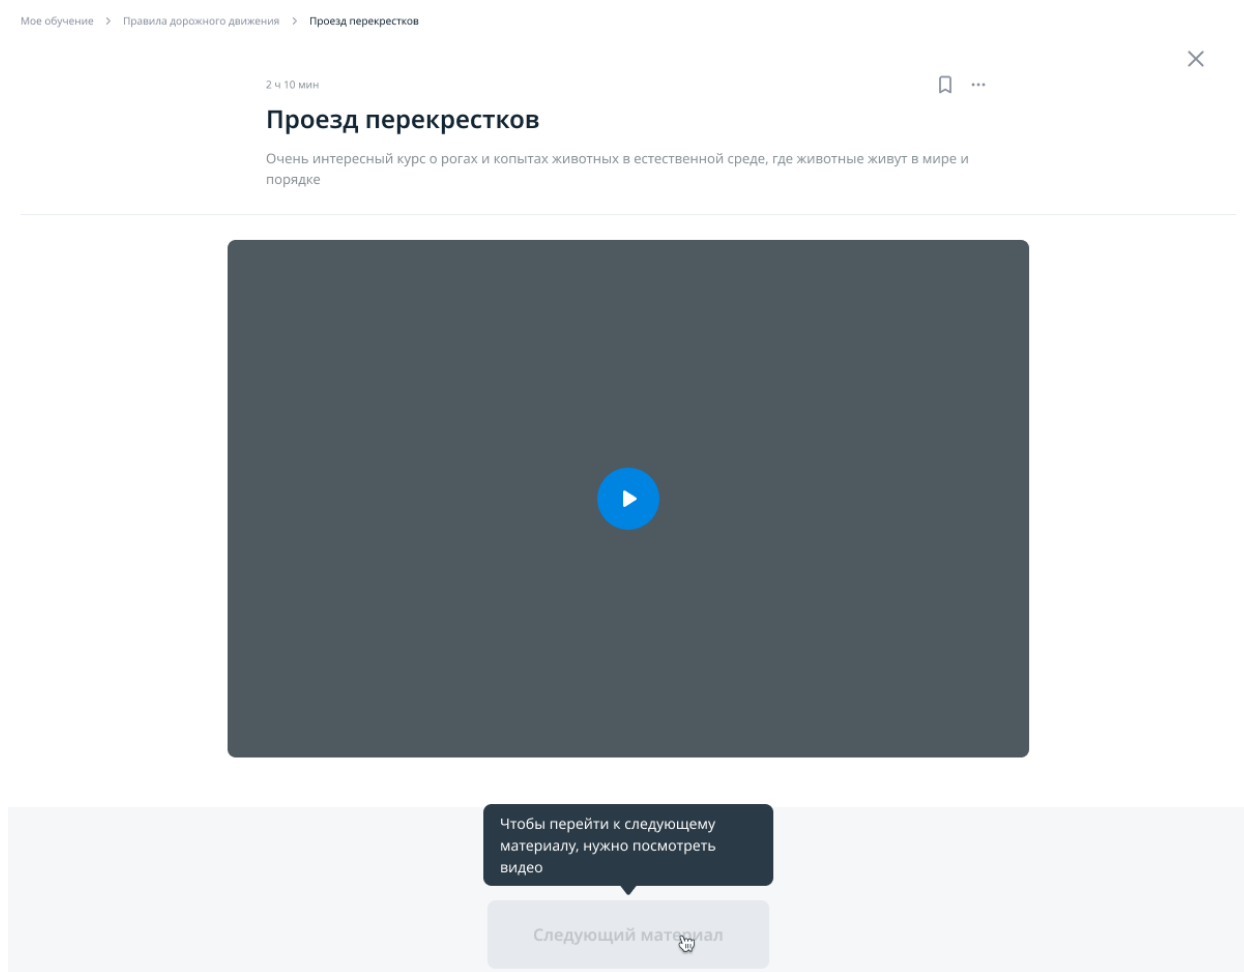 Мое обучение > Правила дорожного движения > Проезд перекрестков
2 ч 10 мин
Проезд перекрестков
Очень интересный курс о рогах и копытах животных в естественной среде, где животные живут в мире и
порядке
Чтобы перейти к следующему
материалу, нужно посмотреть
видео
Следующий материал